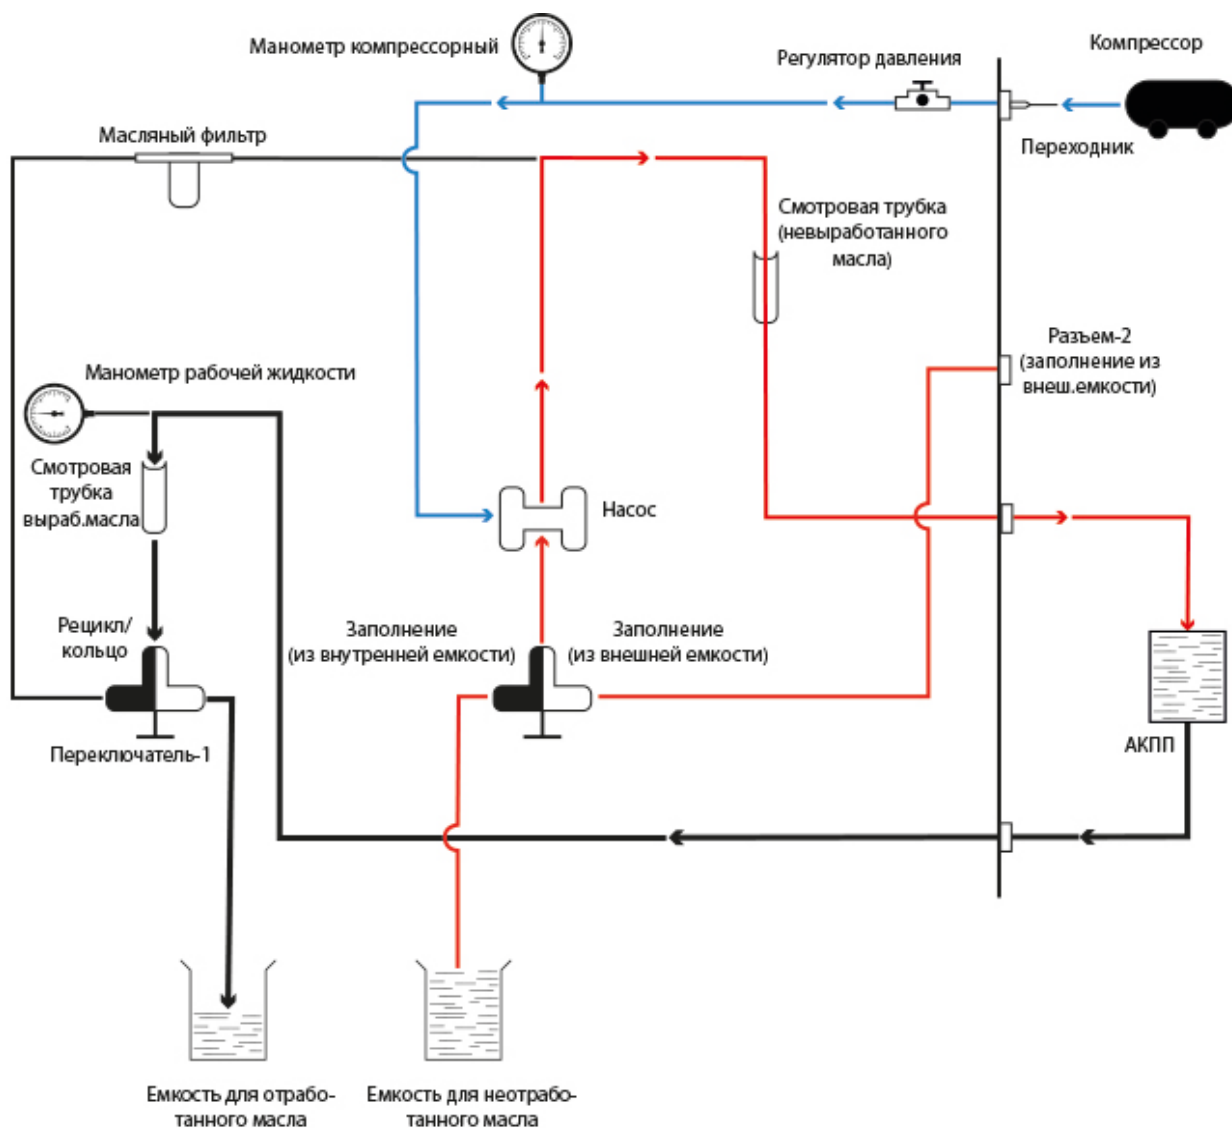 Манометр компрессорный
Регулятор давления
Компрессор
Масляный фильтр
Переходник
Смотровая трубка
(невыработанного
масла)
Разъем-2
(заполнение из
внеш.емкости)
Манометр рабочей жидкости
Смотровая
трубка
выраб.масла
Насос
Рецикл/
кольцо
Заполнение
(из внутренней емкости)
Заполнение
(из внешней емкости)
Переключатель-1
АКПП
Емкость для отрабо-
танного масла
Емкость для неотрабо-
танного масла